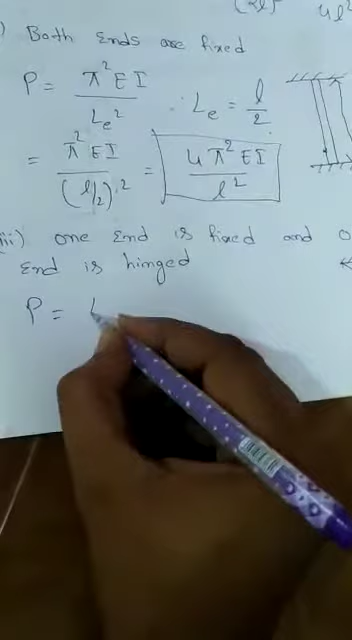 ) Both Ends are fixed
P = π²EI / Le² ∴ Le = l/2
= π²EI / (l/2)² = 4π²EI / l²
iii) one End is fixed and o
End is hinged
P =